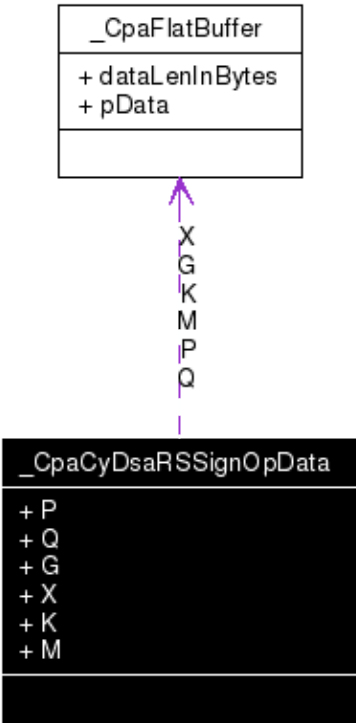 _CpaFlatBuffer
+ dataLenInBytes
+ pData
X
G
K
M
P
Q
_CpaCyDsaRSSignOpData
+ P
+ Q
+ G
+ X
+ K
+ M